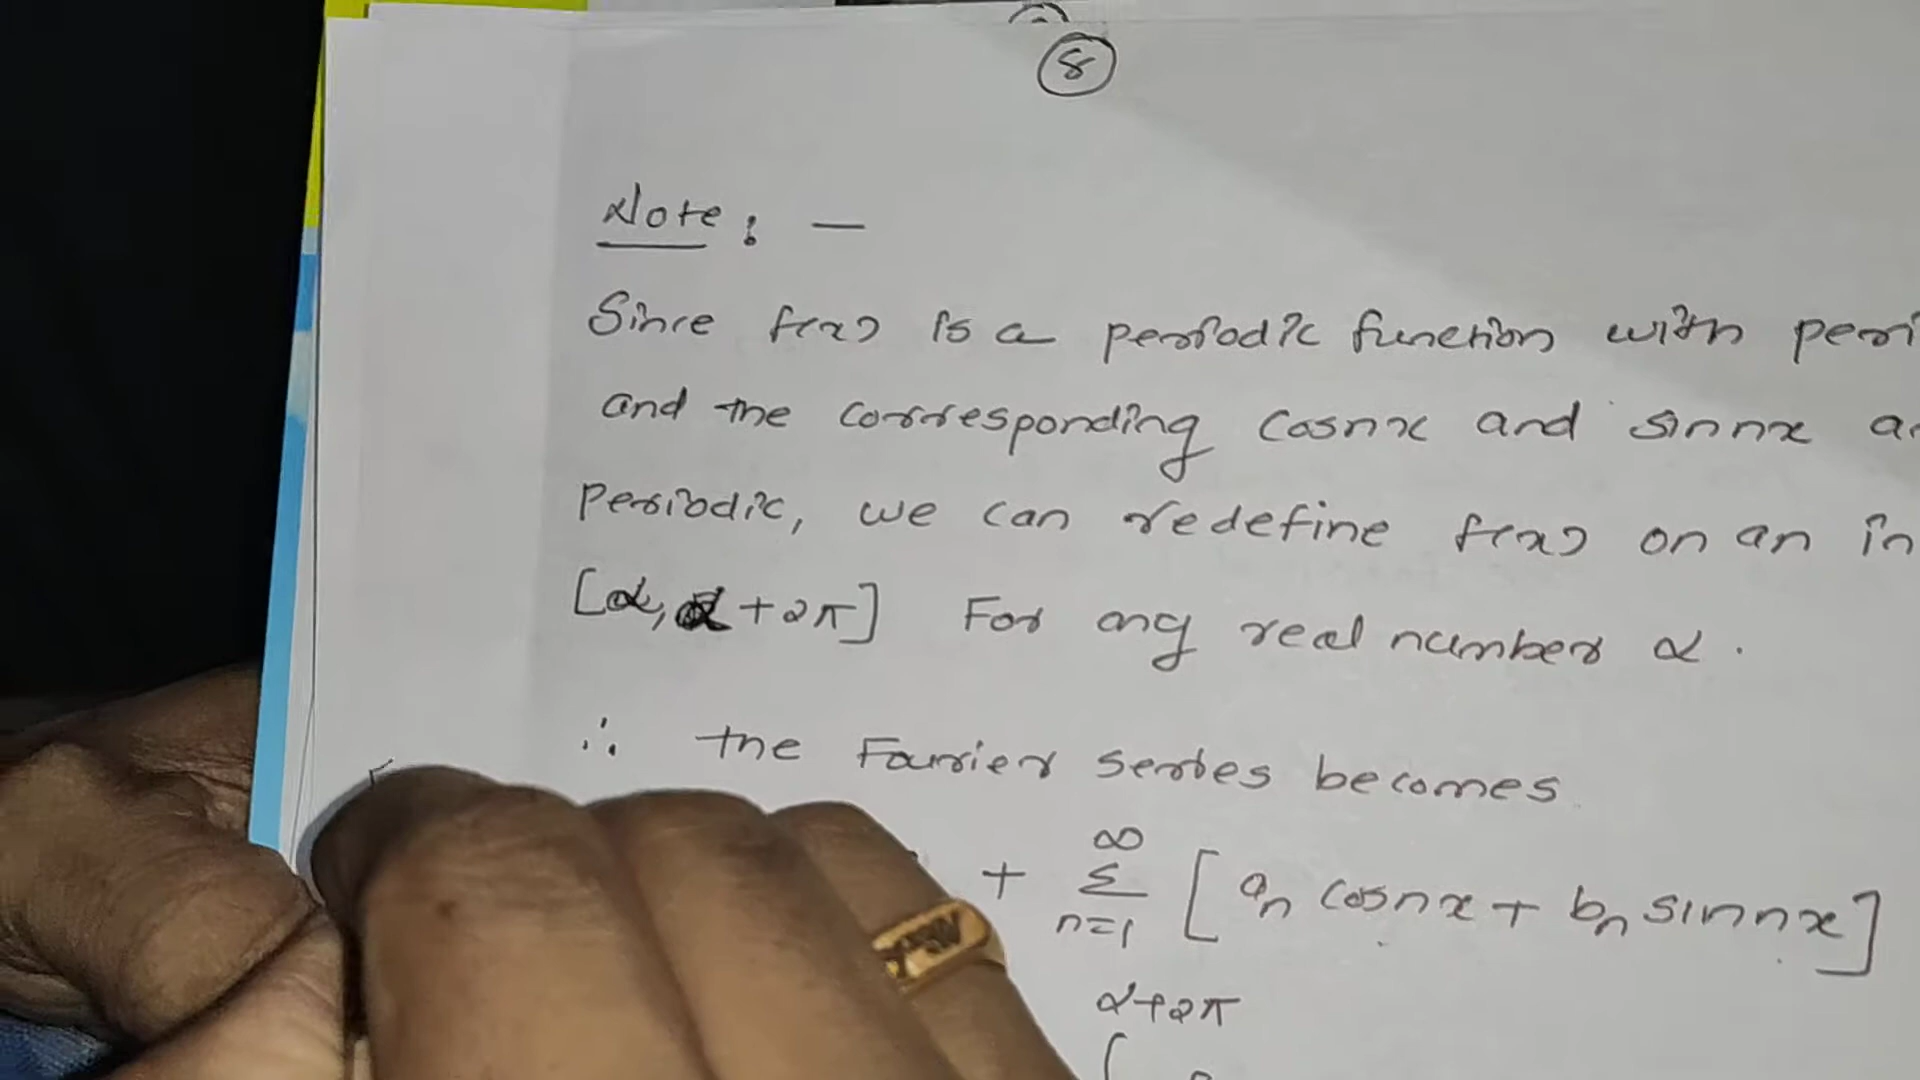 8
Note : —
Since f(x) is a periodic function with peri
and the corresponding cosnx and sinnx a
periodic, we can redefine f(x) on an in
[α, α + 2π] For any real number α .
∴ the Fourier series becomes
+ ∞ Σ n=1 [ an cosnx + bn sinnx ]
α+2π
∫